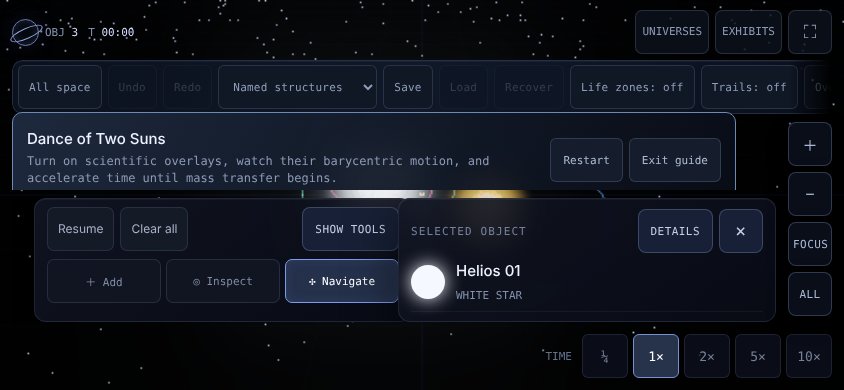 OBJ 3 T 00:00
UNIVERSES
EXHIBITS
All space
Undo
Redo
Named structures
Save
Load
Recover
Life zones: off
Trails: off
Dance of Two Suns
Turn on scientific overlays, watch their barycentric motion, and
accelerate time until mass transfer begins.
Restart
Exit guide
+
−
FOCUS
ALL
Resume
Clear all
SHOW TOOLS
+ Add
◎ Inspect
✣ Navigate
SELECTED OBJECT
DETAILS
×
Helios 01
WHITE STAR
TIME
¼
1×
2×
5×
10×